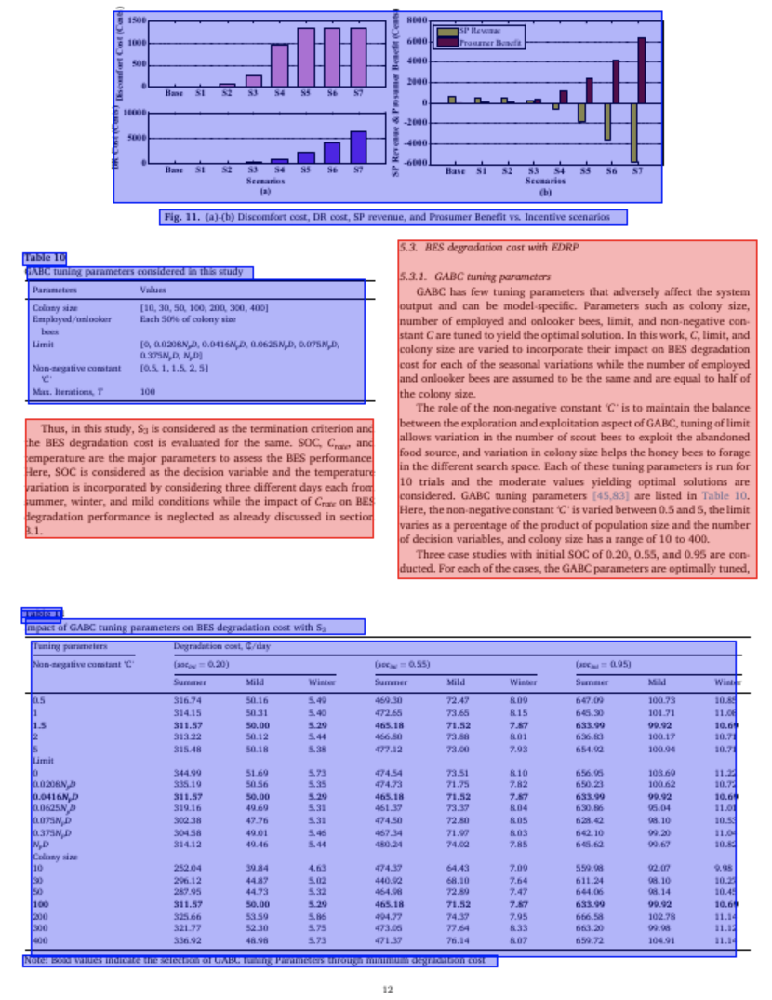 Discomfort Cost (Cents)
1500
1000
500
0
Base S1 S2 S3 S4 S5 S6 S7
DR Cost (Cents)
10000
5000
0
Base S1 S2 S3 S4 S5 S6 S7
Scenarios
(a)
SP Revenue & Prosumer Benefit (Cents)
8000
6000
4000
2000
0
-2000
-4000
-6000
SP Revenue
Prosumer Benefit
Base S1 S2 S3 S4 S5 S6 S7
Scenarios
(b)
Fig. 11. (a)-(b) Discomfort cost, DR cost, SP revenue, and Prosumer Benefit vs. Incentive scenarios
Table 10
GABC tuning parameters considered in this study
Parameters Values
Colony size [10, 30, 50, 100, 200, 300, 400]
Employed/onlooker Each 50% of colony size
bees
Limit [0, 0.0208NpD, 0.0416NpD, 0.0625NpD, 0.075NpD,
0.375NpD, NpD]
Non-negative constant [0.5, 1, 1.5, 2, 5]
'C'
Max. Iterations, T 100
Thus, in this study, S3 is considered as the termination criterion and
the BES degradation cost is evaluated for the same. SOC, Crate, and
temperature are the major parameters to assess the BES performance.
Here, SOC is considered as the decision variable and the temperature
variation is incorporated by considering three different days each from
summer, winter, and mild conditions while the impact of Crate on BES
degradation performance is neglected as already discussed in section
3.1.
5.3. BES degradation cost with EDRP
5.3.1. GABC tuning parameters
GABC has few tuning parameters that adversely affect the system
output and can be model-specific. Parameters such as colony size,
number of employed and onlooker bees, limit, and non-negative con-
stant C are tuned to yield the optimal solution. In this work, C, limit, and
colony size are varied to incorporate their impact on BES degradation
cost for each of the seasonal variations while the number of employed
and onlooker bees are assumed to be the same and are equal to half of
the colony size.
The role of the non-negative constant 'C' is to maintain the balance
between the exploration and exploitation aspect of GABC, tuning of limit
allows variation in the number of scout bees to exploit the abandoned
food source, and variation in colony size helps the honey bees to forage
in the different search space. Each of these tuning parameters is run for
10 trials and the moderate values yielding optimal solutions are
considered. GABC tuning parameters [45,83] are listed in Table 10.
Here, the non-negative constant 'C' is varied between 0.5 and 5, the limit
varies as a percentage of the product of population size and the number
of decision variables, and colony size has a range of 10 to 400.
Three case studies with initial SOC of 0.20, 0.55, and 0.95 are con-
ducted. For each of the cases, the GABC parameters are optimally tuned,
Table
Impact of GABC tuning parameters on BES degradation cost with S3
Tuning parameters Degradation cost, ₵/day
Non-negative constant 'C' (socini = 0.20) (socini = 0.55) (socini = 0.95)
Summer Mild Winter Summer Mild Winter Summer Mild Winter
0.5 316.74 50.16 5.49 469.30 72.47 8.09 647.09 100.73 10.85
1 314.15 50.31 5.40 472.65 73.65 8.15 645.30 101.71 11.06
1.5 311.57 50.00 5.29 465.18 71.52 7.87 633.99 99.92 10.69
2 313.22 50.12 5.44 466.80 73.88 8.01 636.83 100.17 10.71
5 315.48 50.18 5.38 477.12 73.00 7.93 654.92 100.94 10.71
Limit
0 344.99 51.69 5.73 474.54 73.51 8.10 656.95 103.69 11.22
0.0208NpD 335.19 50.56 5.35 474.73 71.75 7.82 650.23 100.62 10.72
0.0416NpD 311.57 50.00 5.29 465.18 71.52 7.87 633.99 99.92 10.69
0.0625NpD 319.16 49.69 5.31 461.37 73.37 8.04 630.86 95.04 11.01
0.075NpD 302.38 47.76 5.31 474.50 72.80 8.05 628.42 98.10 10.53
0.375NpD 304.58 49.01 5.46 467.34 71.97 8.03 642.10 99.20 11.04
NpD 314.12 49.46 5.44 480.24 74.02 7.85 645.62 99.67 10.82
Colony size
10 252.04 39.84 4.63 474.37 64.43 7.09 559.98 92.07 9.98
30 296.12 44.87 5.02 440.92 68.10 7.64 611.24 98.10 10.27
50 287.95 44.73 5.32 464.98 72.89 7.47 644.06 98.14 10.45
100 311.57 50.00 5.29 465.18 71.52 7.87 633.99 99.92 10.69
200 325.66 53.59 5.86 494.77 74.37 7.95 666.58 102.78 11.14
300 321.77 52.30 5.75 473.05 77.64 8.33 663.20 99.98 11.12
400 336.92 48.98 5.73 471.37 76.14 8.07 659.72 104.91 11.14
Note: Bold values indicate the selection of GABC tuning Parameters through minimum degradation cost
12